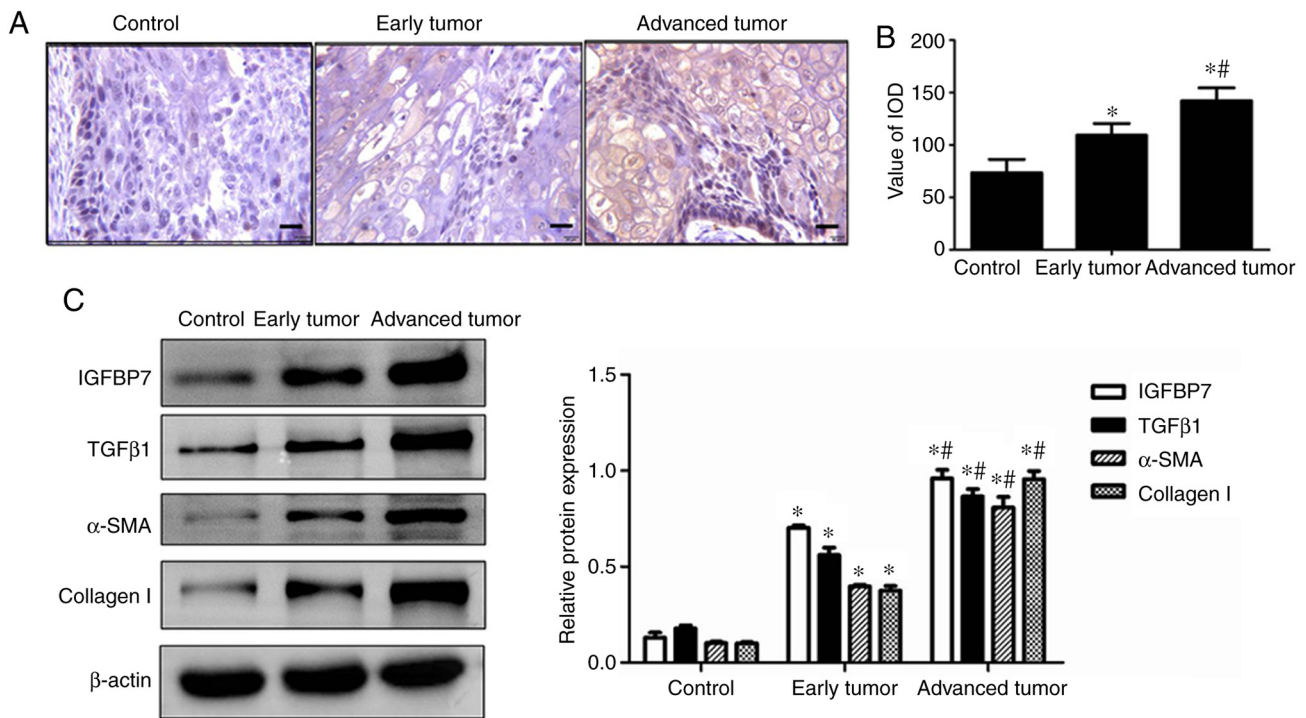 A
Control Early tumor Advanced tumor
B
Value of IOD
200
150
100
50
0
*
*#
Control Early tumor Advanced tumor
C
Control Early tumor Advanced tumor
IGFBP7
TGFβ1
α-SMA
Collagen I
β-actin
Relative protein expression
1.5
1.0
0.5
0.0
* * * *
*# *# *# *#
Control Early tumor Advanced tumor
IGFBP7
TGFβ1
α-SMA
Collagen I